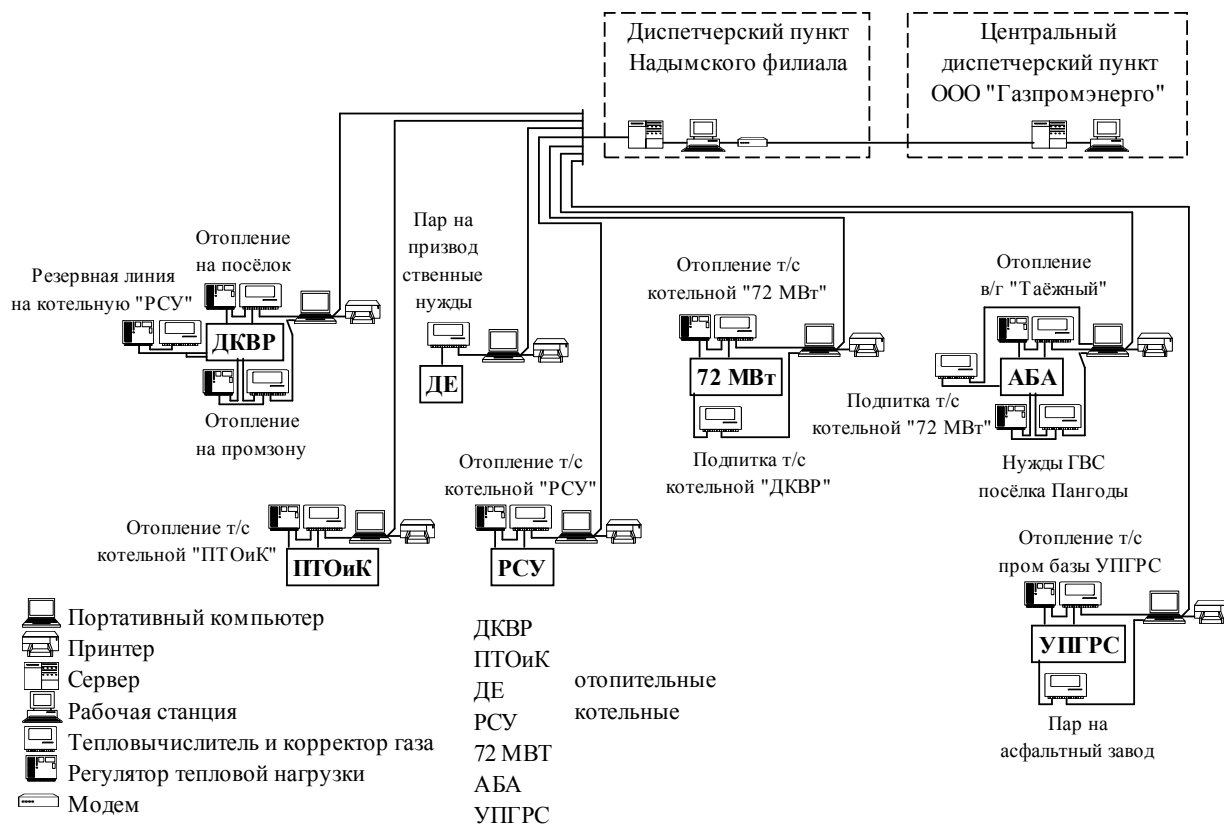 Диспетчерский пункт
Надымского филиала
Центральный
диспетчерский пункт
ООО "Газпромэнерго"
Отопление
на посёлок
Резервная линия
на котельную "РСУ"
ДКВР
Отопление
на промзону
Пар на
призвод
ственные
нужды
ДЕ
Отопление т/с
котельной "72 МВт"
72 МВт
Подпитка т/с
котельной "ДКВР"
Отопление
в/г "Таёжный"
АБА
Подпитка т/с
котельной "72 МВт"
Нужды ГВС
посёлка Пангоды
Отопление т/с
котельной "ПТОиК"
ПТОиК
Отопление т/с
котельной "РСУ"
РСУ
Отопление т/с
пром базы УПГРС
УПГРС
Пар на
асфальтный завод
Портативный компьютер
Принтер
Сервер
Рабочая станция
Тепловычислитель и корректор газа
Регулятор тепловой нагрузки
Модем
ДКВР
ПТОиК
ДЕ
РСУ
72 МВТ
АБА
УПГРС
отопительные
котельные